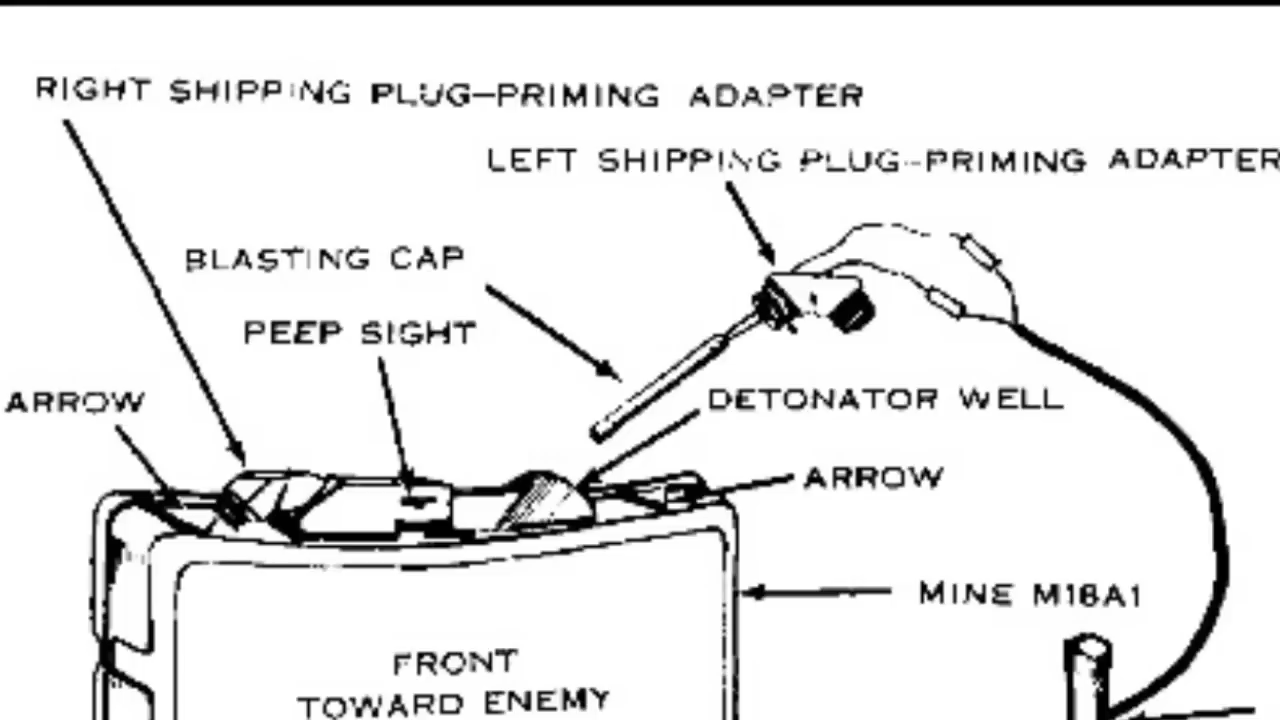 RIGHT SHIPPING PLUG-PRIMING ADAPTER
LEFT SHIPPING PLUG-PRIMING ADAPTER
BLASTING CAP
PEEP SIGHT
ARROW
DETONATOR WELL
ARROW
MINE M18A1
FRONT
TOWARD ENEMY